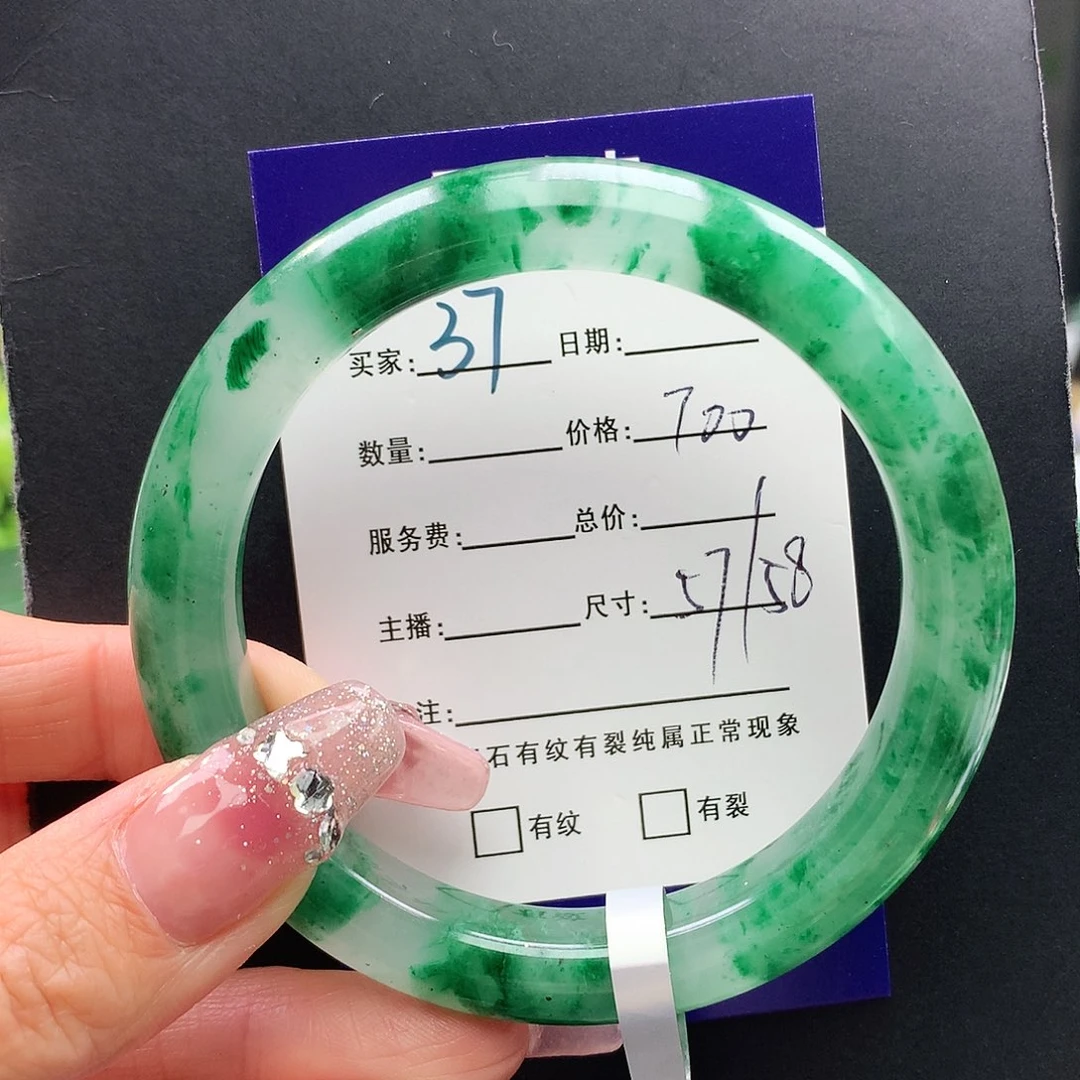 买家: 37 日期:
数量: 价格: 700
服务费: 总价:
主播: 尺寸: 57/58
注:
石有纹有裂纯属正常现象
有纹 有裂